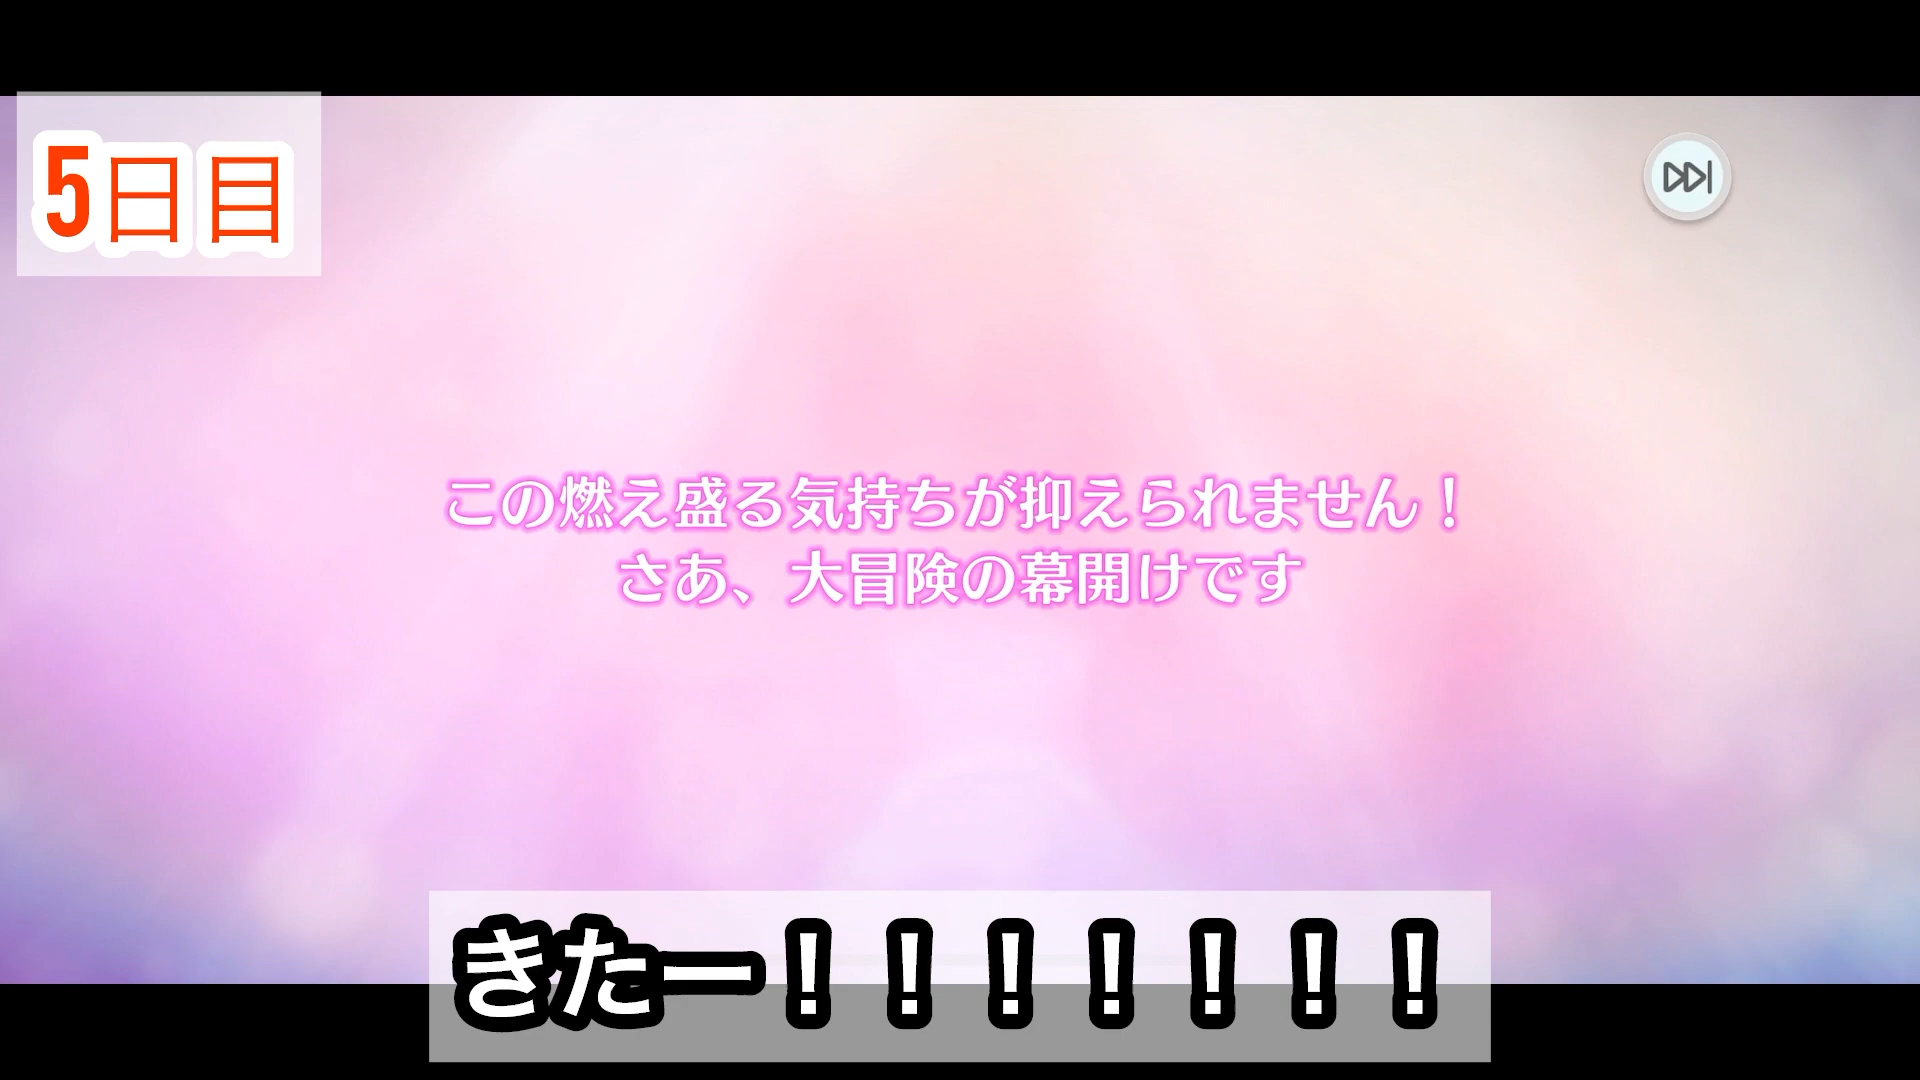 5日目
この燃え盛る気持ちが抑えられません！
さあ、大冒険の幕開けです
きたー！！！！！！！